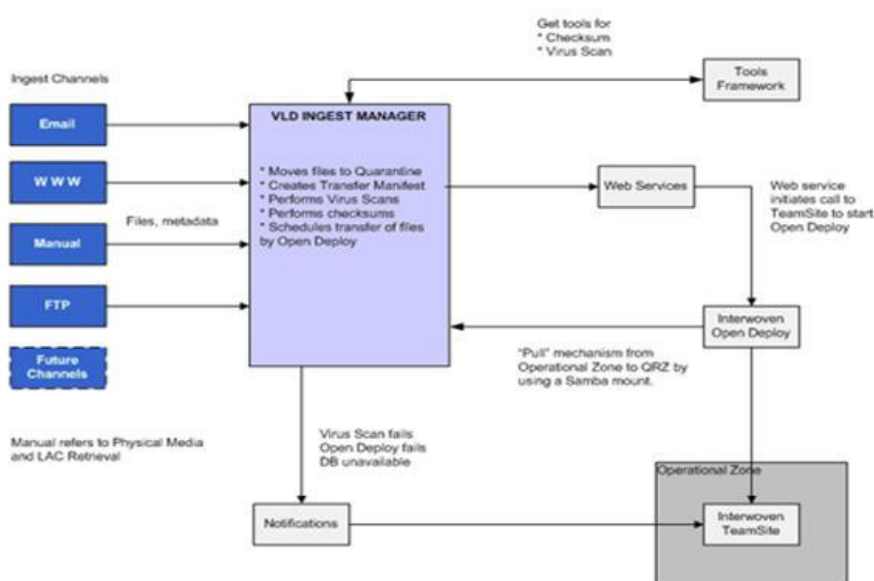 Get tools for
* Checksum
* Virus Scan
Ingest Channels
Tools
Framework
Email
VLD INGEST MANAGER
* Moves files to Quarantine
* Creates Transfer Manifest
* Performs Virus Scans
* Performs checksums
* Schedules transfer of files
by Open Deploy
W W W
Web Services
Web service
initiates call to
TeamSite to start
Open Deploy
Files, metadata
Manual
FTP
Interwoven
Open Deploy
"Pull" mechanism from
Operational Zone to QRZ by
using a Samba mount.
Future
Channels
Manual refers to Physical Media
and LAC Retrieval
Virus Scan fails
Open Deploy fails
DB unavailable
Operational Zone
Notifications
Interwoven
TeamSite